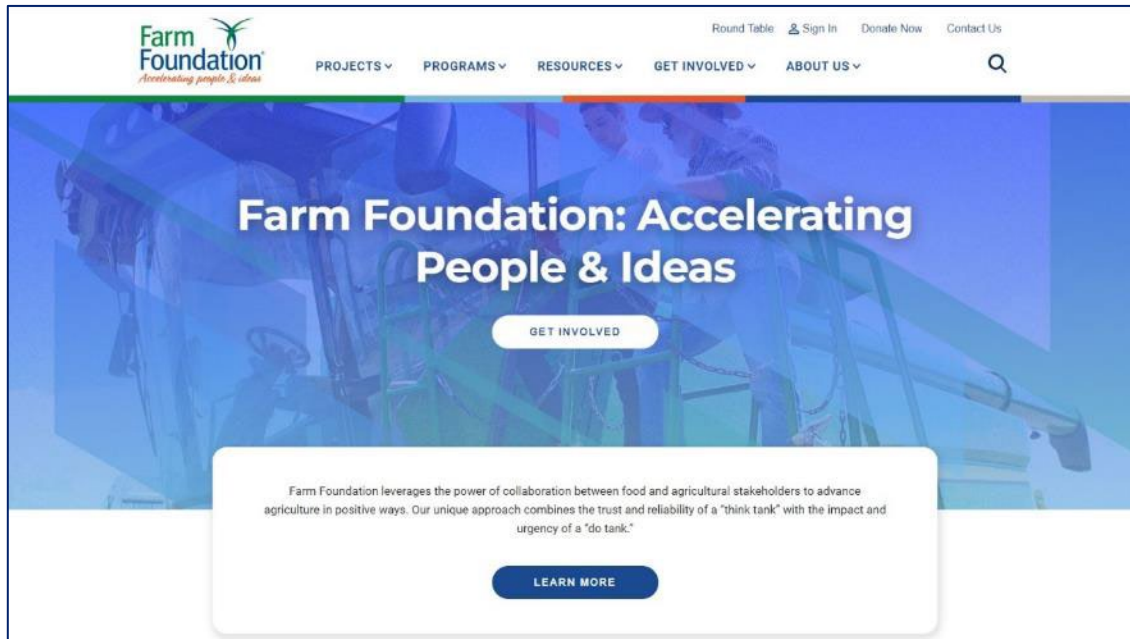 Farm
Foundation®
Accelerating people & ideas
Round Table Sign In Donate Now Contact Us
PROJECTS PROGRAMS RESOURCES GET INVOLVED ABOUT US
Farm Foundation: Accelerating
People & Ideas
GET INVOLVED
Farm Foundation leverages the power of collaboration between food and agricultural stakeholders to advance
agriculture in positive ways. Our unique approach combines the trust and reliability of a "think tank" with the impact and
urgency of a "do tank."
LEARN MORE